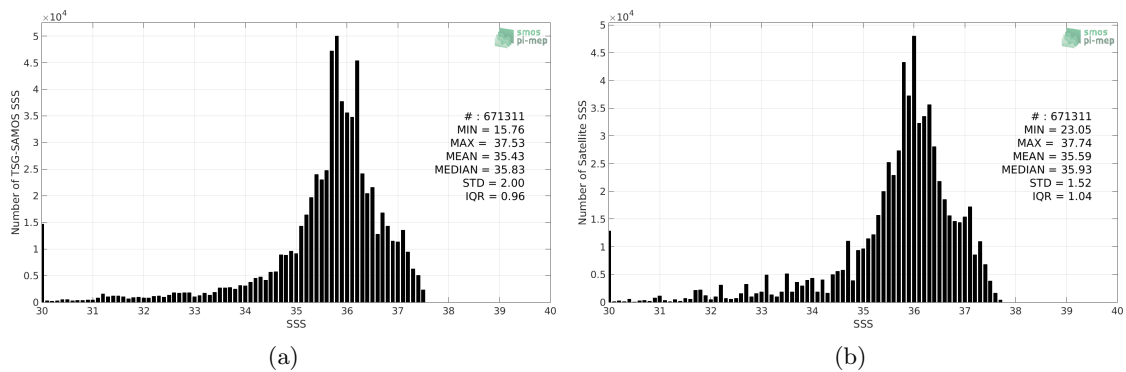 ×10⁴
5
4.5
4
3.5
3
2.5
2
1.5
1
0.5
0
Number of TSG-SAMOS SSS
smos
pi-mep
# : 671311
MIN = 15.76
MAX = 37.53
MEAN = 35.43
MEDIAN = 35.83
STD = 2.00
IQR = 0.96
30 31 32 33 34 35 36 37 38 39 40
SSS
(a)
×10⁴
5
4.5
4
3.5
3
2.5
2
1.5
1
0.5
0
Number of Satellite SSS
smos
pi-mep
# : 671311
MIN = 23.05
MAX = 37.74
MEAN = 35.59
MEDIAN = 35.93
STD = 1.52
IQR = 1.04
30 31 32 33 34 35 36 37 38 39 40
SSS
(b)